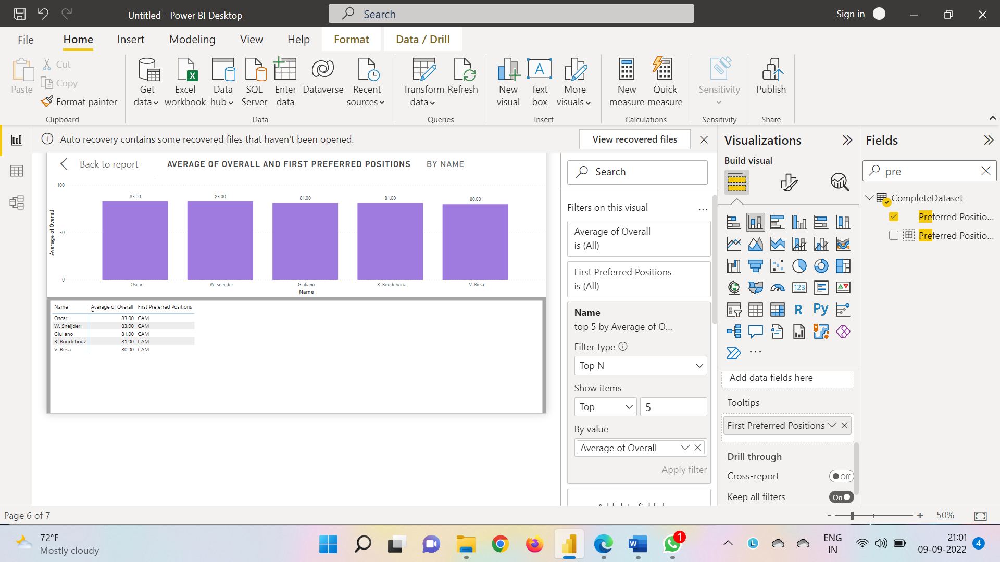 Untitled - Power BI Desktop
Search
Sign in
File
Home
Insert
Modeling
View
Help
Format
Data / Drill
Paste
Cut
Copy
Format painter
Clipboard
Get data
Excel workbook
Data hub
SQL Server
Enter data
Dataverse
Recent sources
Data
Transform data
Refresh
Queries
New visual
A
Text box
More visuals
Insert
New measure
Quick measure
Calculations
Sensitivity
Sensitivity
Publish
Share
Auto recovery contains some recovered files that haven't been opened.
View recovered files
Back to report
AVERAGE OF OVERALL AND FIRST PREFERRED POSITIONS BY NAME
Average of Overall
100
50
0
83.00 83.00 81.00 81.00 80.00
Oscar W. Sneijder Giuliano R. Boudebouz V. Birsa
Name
Name Average of Overall First Preferred Positions
Oscar 83.00 CAM
W. Sneijder 83.00 CAM
Giuliano 81.00 CAM
R. Boudebouz 81.00 CAM
V. Birsa 80.00 CAM
Search
Filters on this visual ...
Average of Overall
is (All)
First Preferred Positions
is (All)
Name
top 5 by Average of O...
Filter type
Top N
Show items
Top 5
By value
Average of Overall
Apply filter
Visualizations
Build visual
123
R
Py
...
Add data fields here
Tooltips
First Preferred Positions
Drill through
Cross-report Off
Keep all filters On
Fields
pre
CompleteDataset
Preferred Positio...
Preferred Positio...
Page 6 of 7
- + 50%
72°F
Mostly cloudy
W
1
L
ENG
IN
21:01
09-09-2022
4